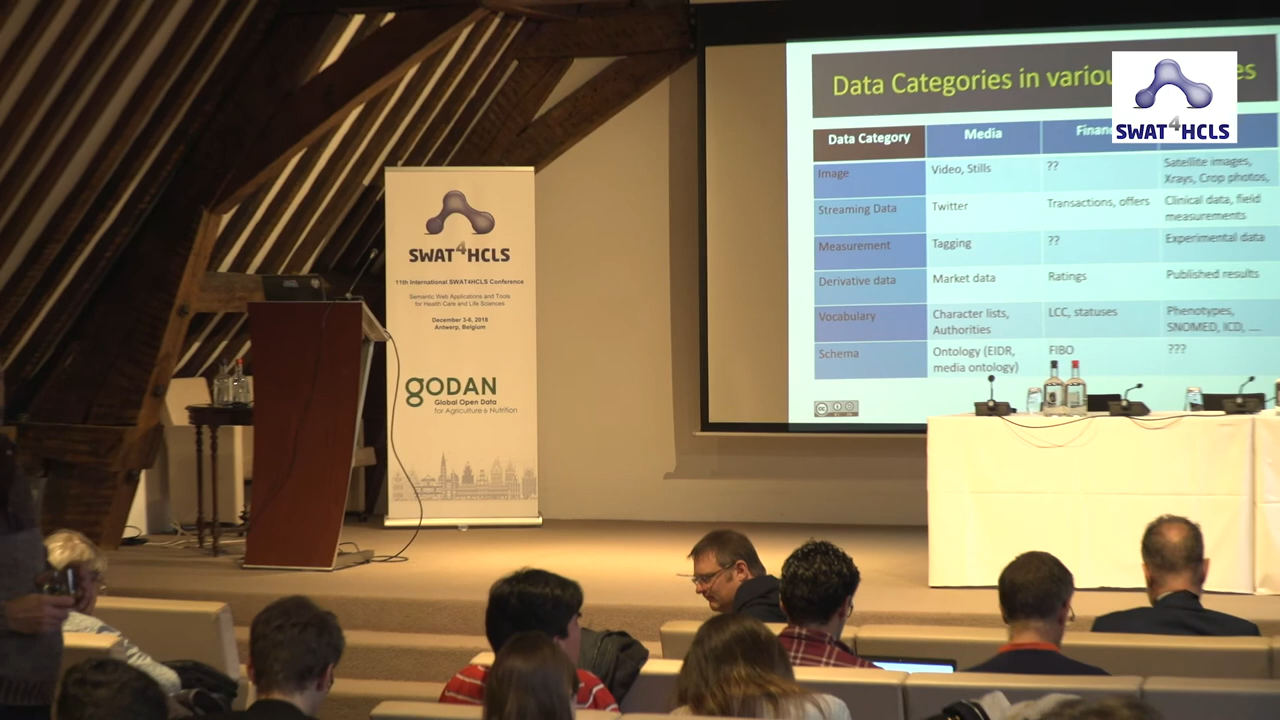 SWAT4HCLS
11th International SWAT4HCLS Conference
Semantic Web Applications and Tools
for Health Care and Life Sciences
December 3-6, 2018
Antwerp, Belgium
GODAN
Global Open Data
for Agriculture & Nutrition
Data Categories in
SWAT4HCLS
Data Category Media
Image Video, Stills ?? Satellite images,
Xrays, Crop photos,
Streaming Data Twitter Transactions, offers Clinical data, field
measurements
Measurement Tagging ?? Experimental data
Derivative data Market data Ratings Published results
Vocabulary Character lists,
Authorities LCC, statuses Phenotypes,
SNOMED, ICD, ....
Schema Ontology (EIDR,
media ontology) FIBO ???